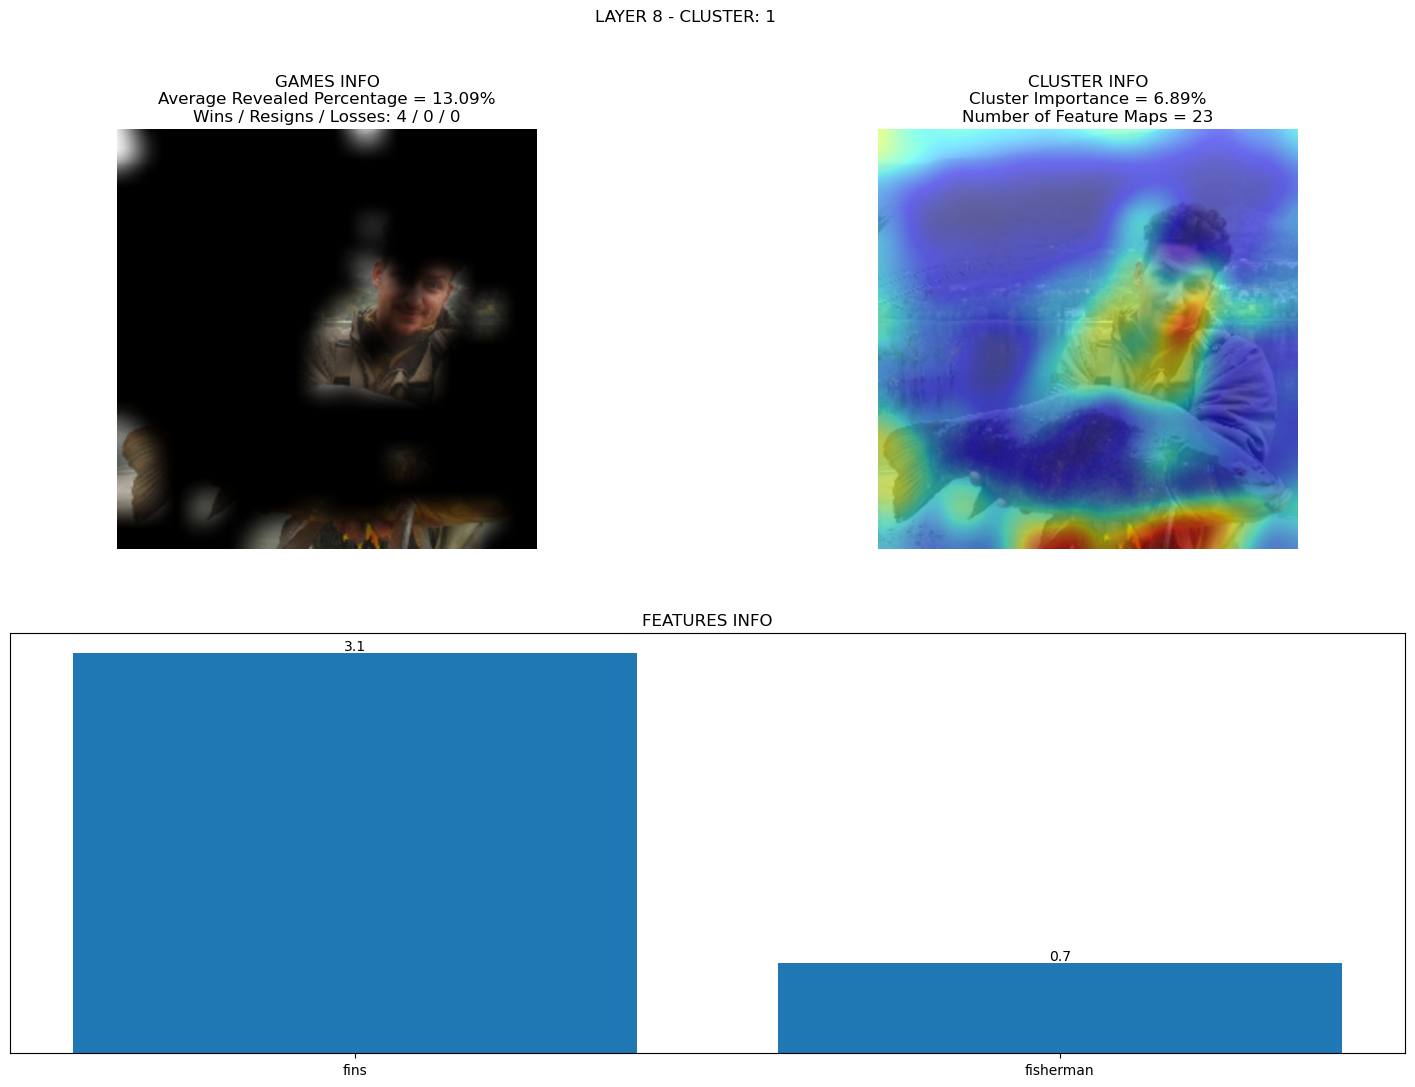 LAYER 8 - CLUSTER: 1
GAMES INFO
Average Revealed Percentage = 13.09%
Wins / Resigns / Losses: 4 / 0 / 0
CLUSTER INFO
Cluster Importance = 6.89%
Number of Feature Maps = 23
FEATURES INFO
3.1
0.7
fins
fisherman